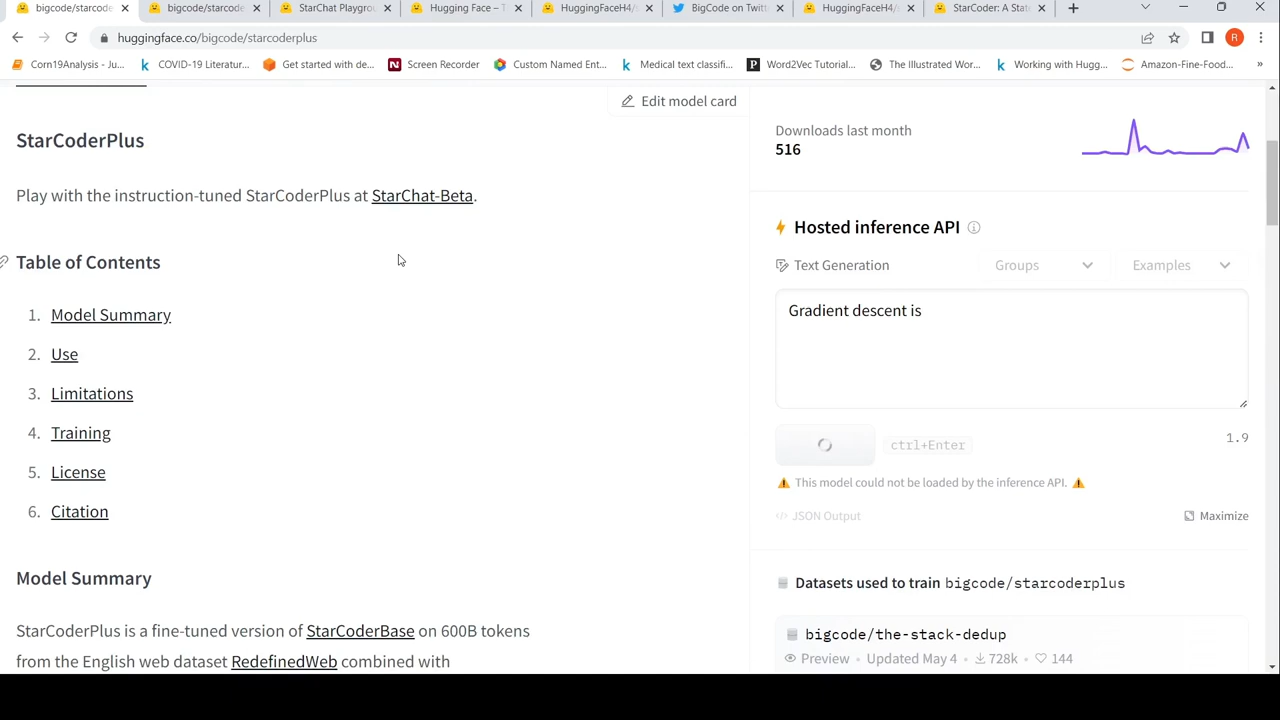 bigcode/starcode
bigcode/starcode
StarChat Playgrou
Hugging Face – T
HuggingFaceH4/s
BigCode on Twitt
HuggingFaceH4/s
StarCoder: A Stat
huggingface.co/bigcode/starcoderplus
R
Corn19Analysis - Ju...
COVID-19 Literatur...
Get started with de...
Screen Recorder
Custom Named Ent...
Medical text classifi...
Word2Vec Tutorial...
The Illustrated Wor...
Working with Hugg...
Amazon-Fine-Food...
Edit model card
StarCoderPlus
Play with the instruction-tuned StarCoderPlus at StarChat-Beta.
Table of Contents
1. Model Summary
2. Use
3. Limitations
4. Training
5. License
6. Citation
Model Summary
StarCoderPlus is a fine-tuned version of StarCoderBase on 600B tokens
from the English web dataset RedefinedWeb combined with
Downloads last month
516
Hosted inference API
Text Generation
Groups
Examples
Gradient descent is
ctrl+Enter
1.9
This model could not be loaded by the inference API.
JSON Output
Maximize
Datasets used to train bigcode/starcoderplus
bigcode/the-stack-dedup
Preview • Updated May 4 • 728k • 144